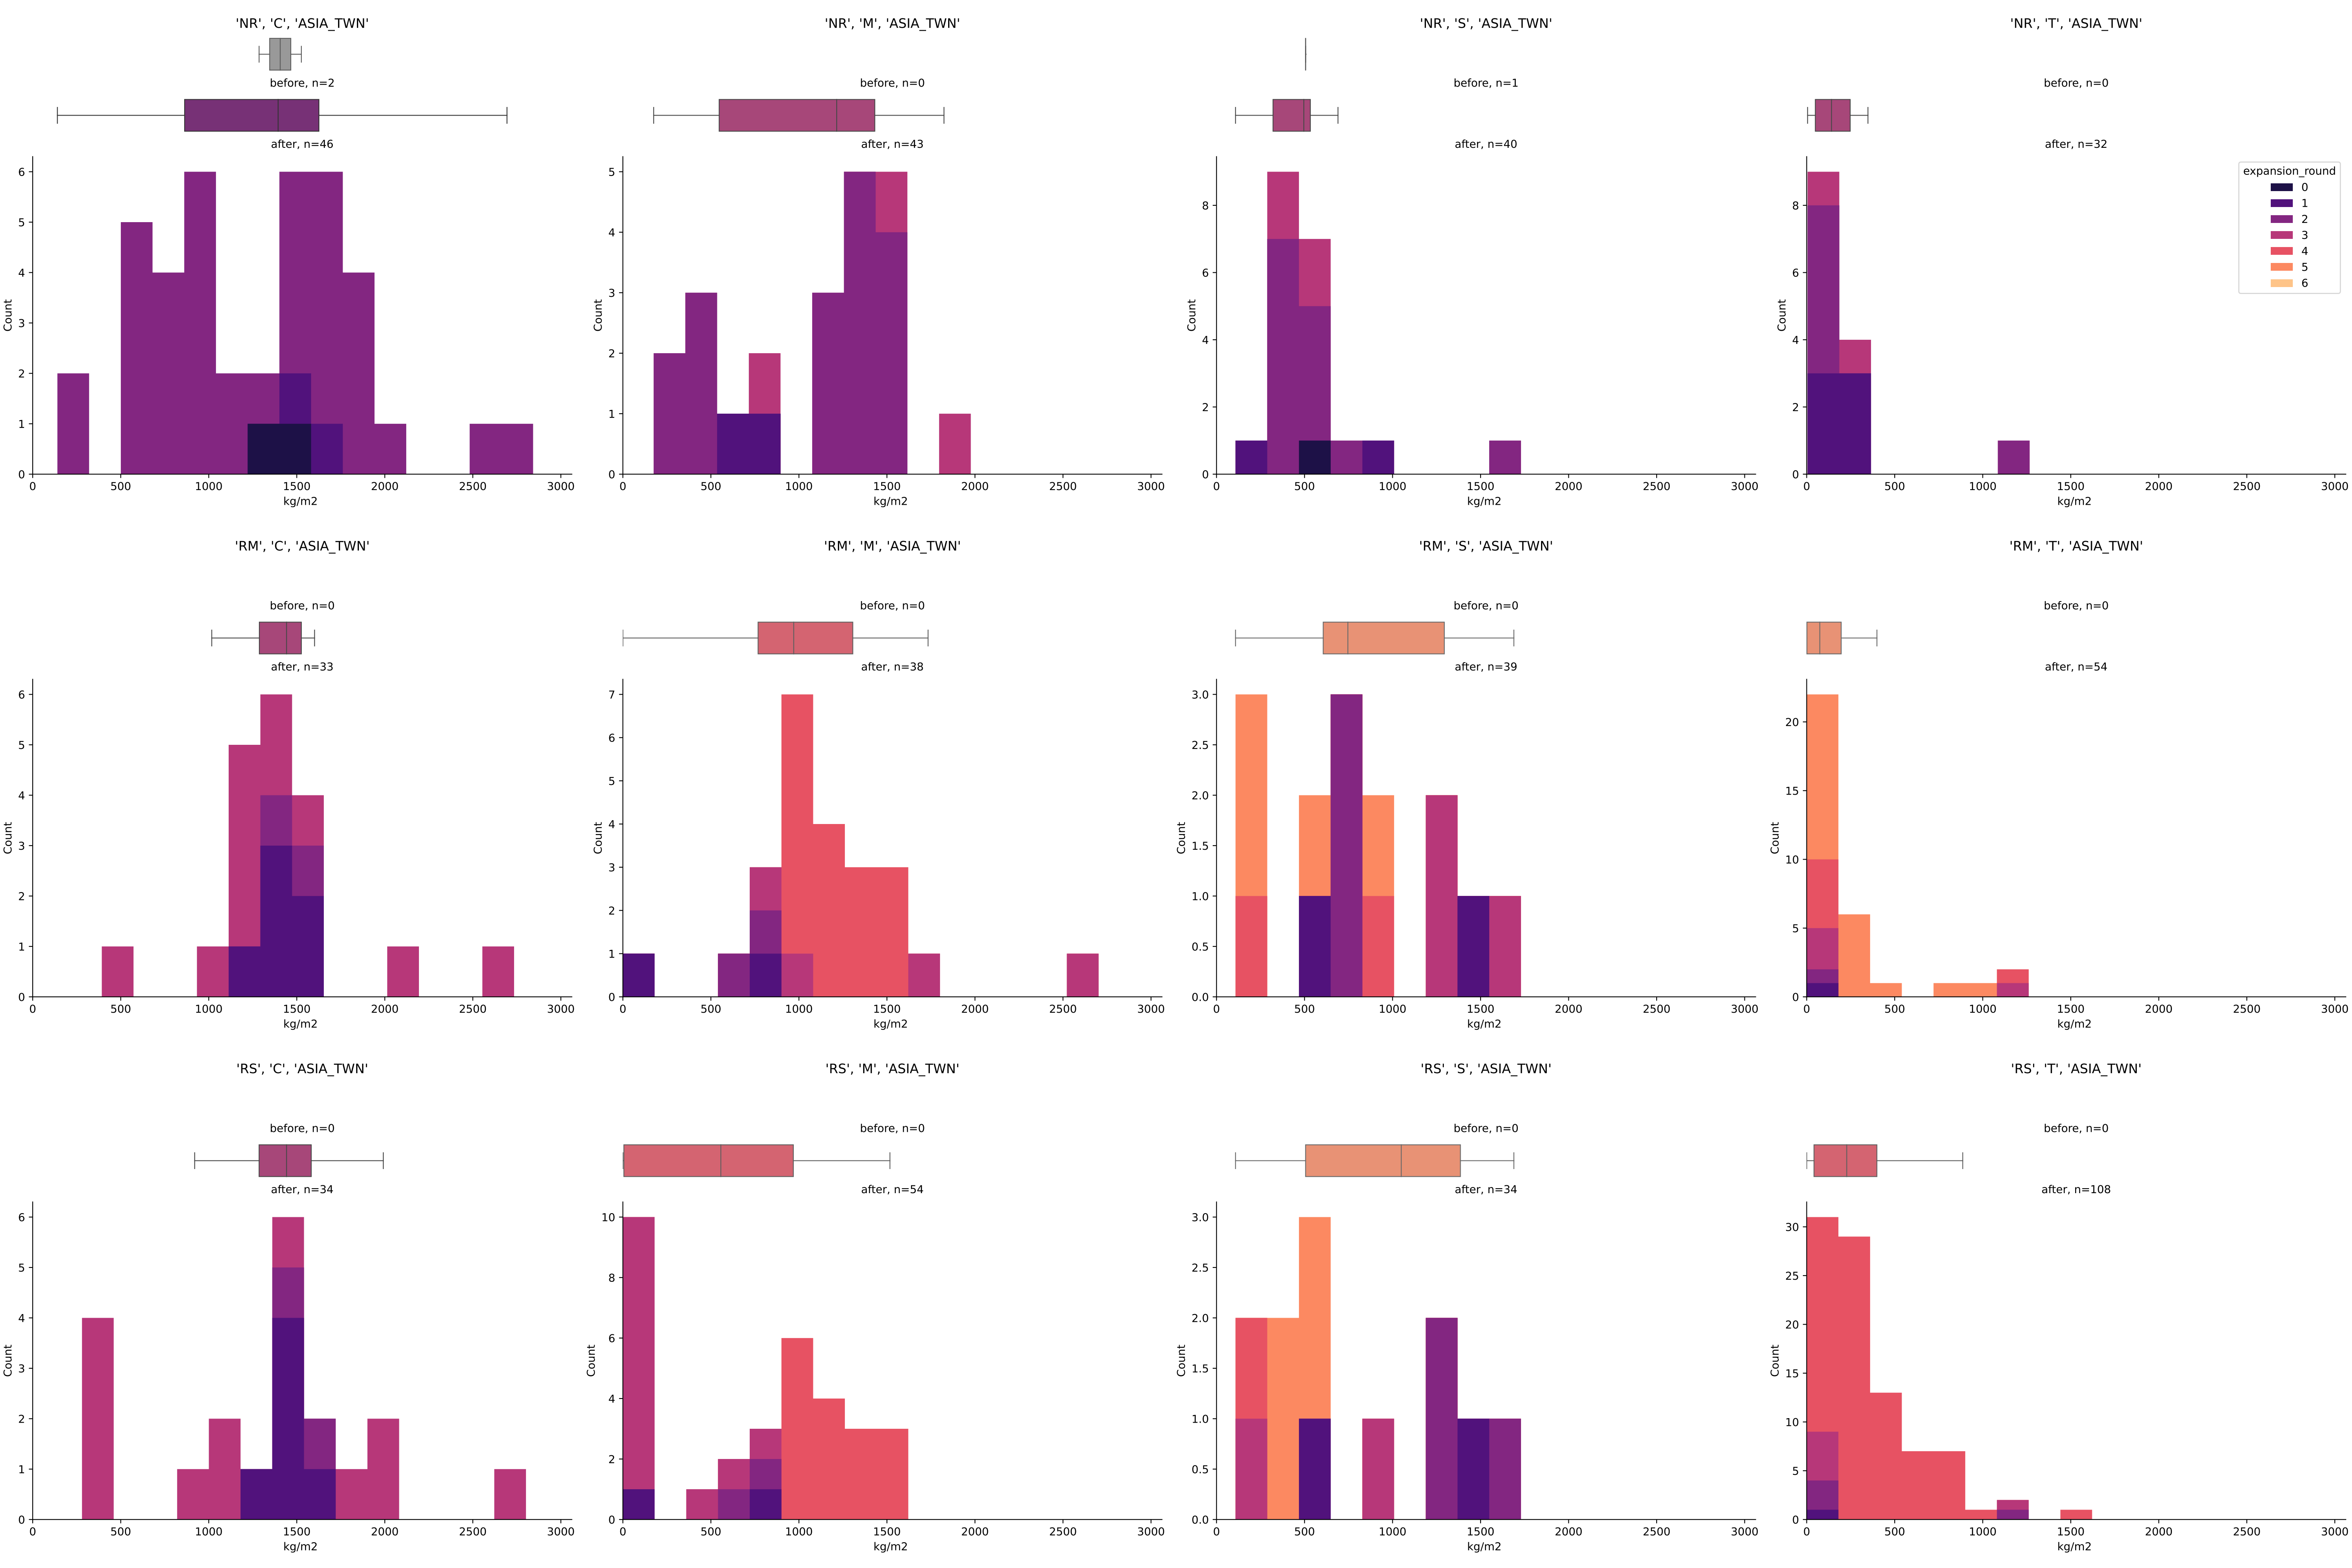 'NR', 'C', 'ASIA_TWN'
before, n=2
after, n=46
Count
0
1
2
3
4
5
6
0 500 1000 1500 2000 2500 3000
kg/m2
'NR', 'M', 'ASIA_TWN'
before, n=0
after, n=43
Count
0
1
2
3
4
5
0 500 1000 1500 2000 2500 3000
kg/m2
'NR', 'S', 'ASIA_TWN'
before, n=1
after, n=40
Count
0
2
4
6
8
0 500 1000 1500 2000 2500 3000
kg/m2
'NR', 'T', 'ASIA_TWN'
before, n=0
after, n=32
expansion_round
0
1
2
3
4
5
6
Count
0
2
4
6
8
0 500 1000 1500 2000 2500 3000
kg/m2
'RM', 'C', 'ASIA_TWN'
before, n=0
after, n=33
Count
0
1
2
3
4
5
6
0 500 1000 1500 2000 2500 3000
kg/m2
'RM', 'M', 'ASIA_TWN'
before, n=0
after, n=38
Count
0
1
2
3
4
5
6
7
0 500 1000 1500 2000 2500 3000
kg/m2
'RM', 'S', 'ASIA_TWN'
before, n=0
after, n=39
Count
0.0
0.5
1.0
1.5
2.0
2.5
3.0
0 500 1000 1500 2000 2500 3000
kg/m2
'RM', 'T', 'ASIA_TWN'
before, n=0
after, n=54
Count
0
5
10
15
20
0 500 1000 1500 2000 2500 3000
kg/m2
'RS', 'C', 'ASIA_TWN'
before, n=0
after, n=34
Count
0
1
2
3
4
5
6
0 500 1000 1500 2000 2500 3000
kg/m2
'RS', 'M', 'ASIA_TWN'
before, n=0
after, n=54
Count
0
2
4
6
8
10
0 500 1000 1500 2000 2500 3000
kg/m2
'RS', 'S', 'ASIA_TWN'
before, n=0
after, n=34
Count
0.0
0.5
1.0
1.5
2.0
2.5
3.0
0 500 1000 1500 2000 2500 3000
kg/m2
'RS', 'T', 'ASIA_TWN'
before, n=0
after, n=108
Count
0
5
10
15
20
25
30
0 500 1000 1500 2000 2500 3000
kg/m2